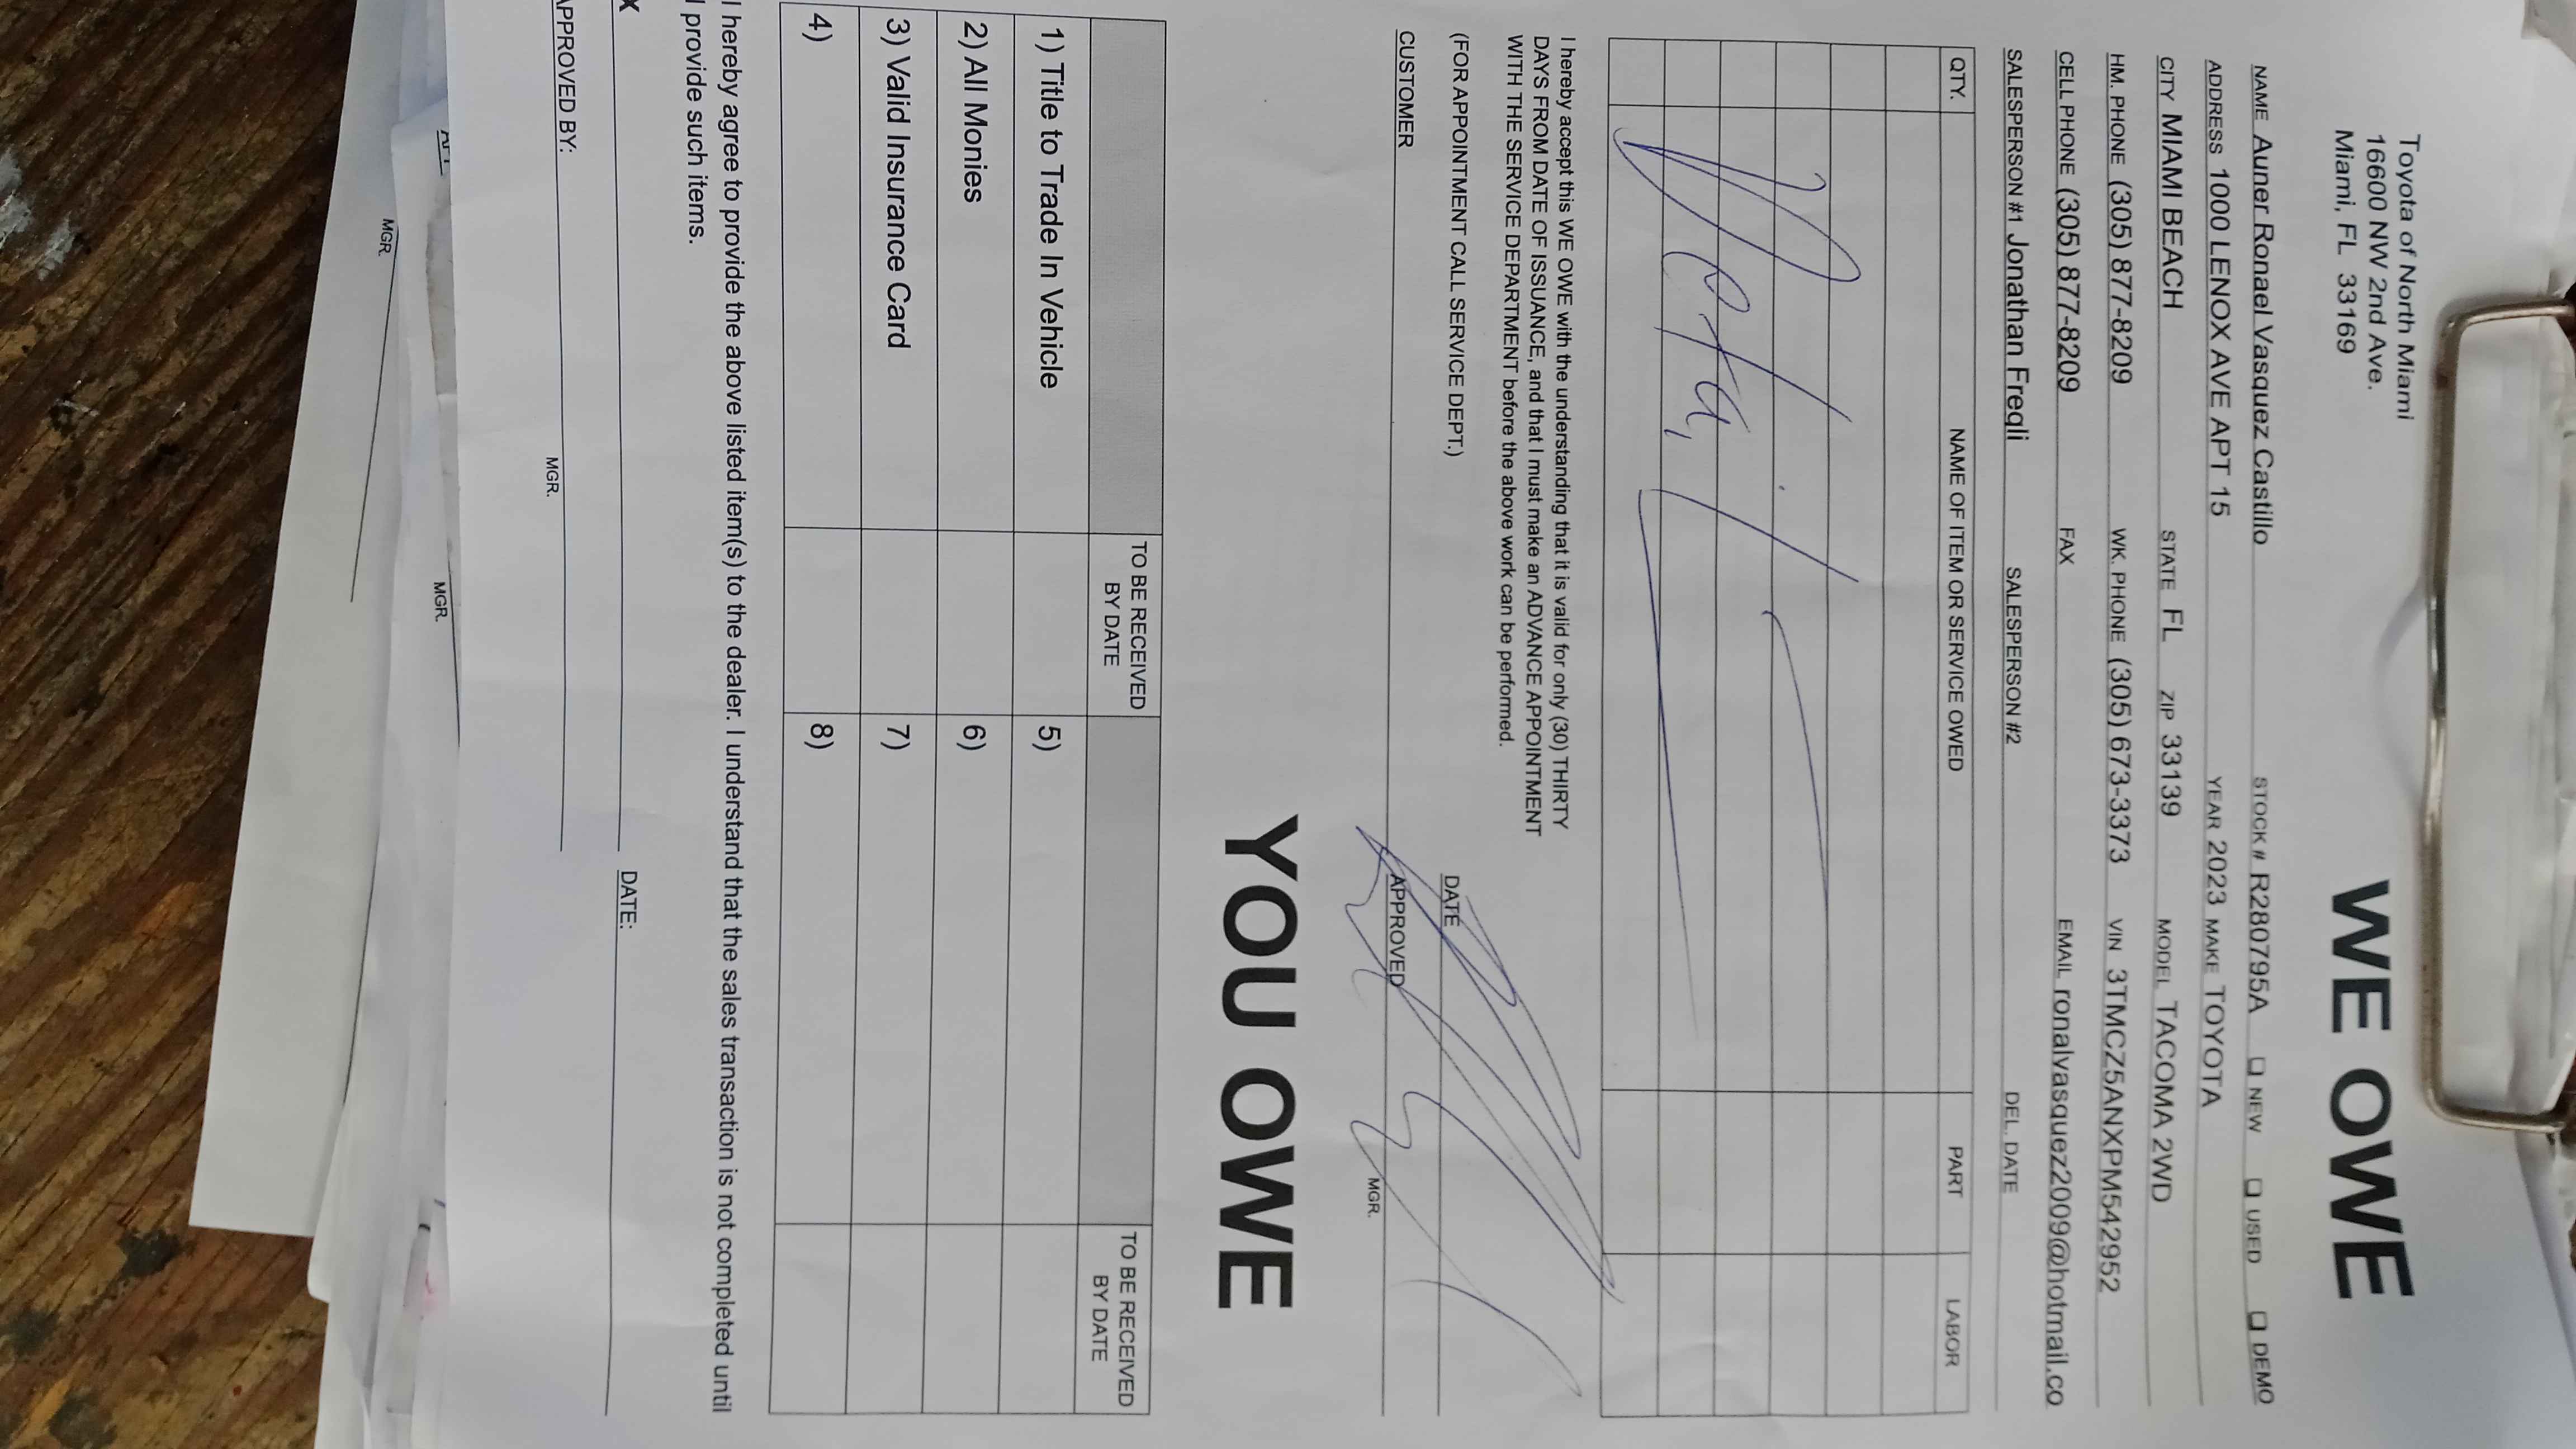 Toyota of North Miami
16600 NW 2nd Ave.
Miami, FL 33169
WE OWE
NAME Auner Ronael Vasquez Castillo STOCK # R280795A ☐ NEW ☐ USED ☐ DEMO
ADDRESS 1000 LENOX AVE APT 15 YEAR 2023 MAKE TOYOTA
CITY MIAMI BEACH STATE FL ZIP 33139 MODEL TACOMA 2WD
HM. PHONE (305) 877-8209 WK. PHONE (305) 673-3373 VIN 3TMCZ5ANXPM542952
CELL PHONE (305) 877-8209 FAX EMAIL ronalvasquez2009@hotmail.co
SALESPERSON #1 Jonathan Freqli SALESPERSON #2 DEL. DATE
QTY. NAME OF ITEM OR SERVICE OWED PART LABOR
I hereby accept this WE OWE with the understanding that it is valid for only (30) THIRTY
DAYS FROM DATE OF ISSUANCE, and that I must make an ADVANCE APPOINTMENT
WITH THE SERVICE DEPARTMENT before the above work can be performed.
(FOR APPOINTMENT CALL SERVICE DEPT.) DATE
CUSTOMER APPROVED
MGR.
YOU OWE
TO BE RECEIVED BY DATE TO BE RECEIVED BY DATE
1) Title to Trade In Vehicle 5)
2) All Monies 6)
3) Valid Insurance Card 7)
4) 8)
I hereby agree to provide the above listed item(s) to the dealer. I understand that the sales transaction is not completed until
I provide such items.
X DATE:
APPROVED BY:
MGR.
MGR.
MGR.